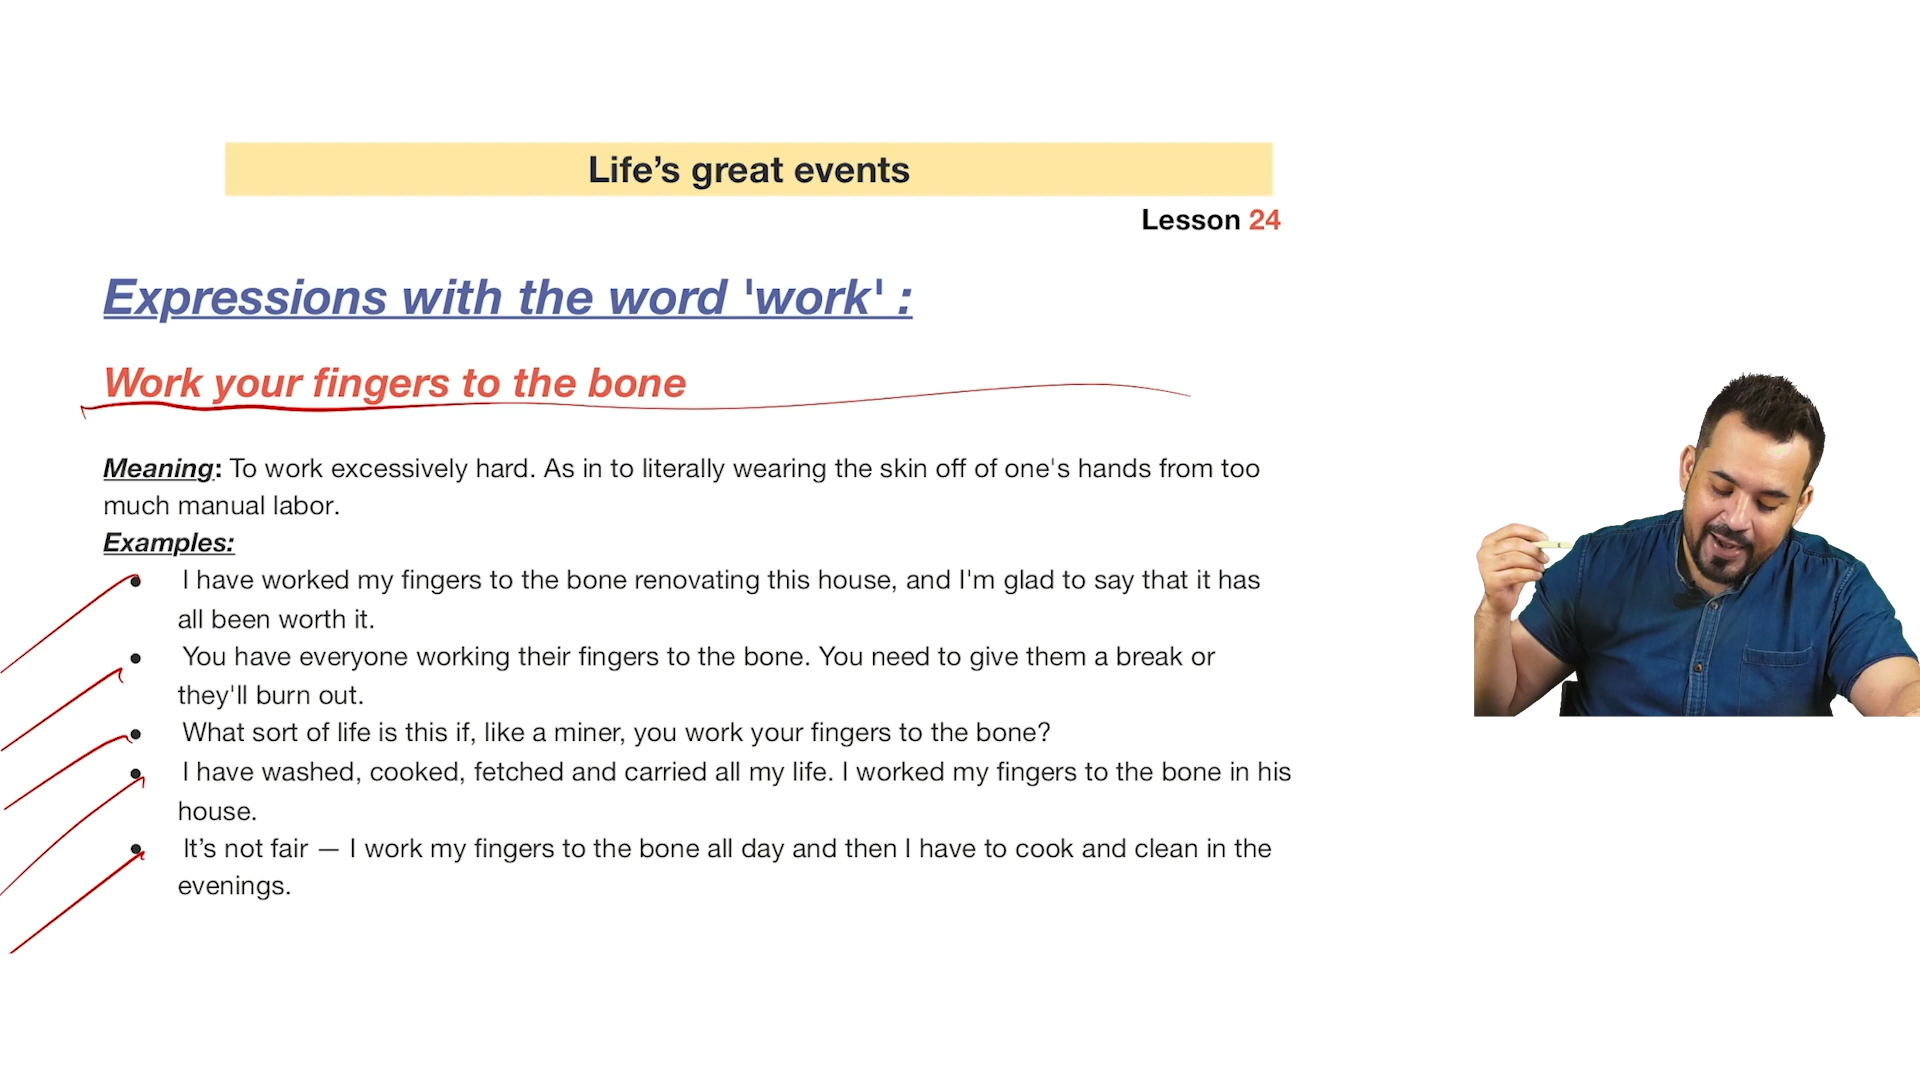 Life’s great events
Lesson 24
Expressions with the word 'work' :
Work your fingers to the bone
Meaning: To work excessively hard. As in to literally wearing the skin off of one's hands from too
much manual labor.
Examples:
• I have worked my fingers to the bone renovating this house, and I'm glad to say that it has
all been worth it.
• You have everyone working their fingers to the bone. You need to give them a break or
they'll burn out.
• What sort of life is this if, like a miner, you work your fingers to the bone?
• I have washed, cooked, fetched and carried all my life. I worked my fingers to the bone in his
house.
• It’s not fair — I work my fingers to the bone all day and then I have to cook and clean in the
evenings.